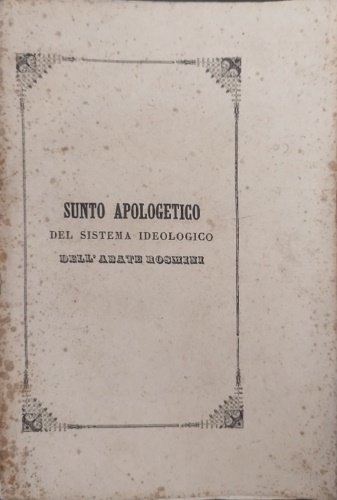 SUNTO APOLOGETICO
DEL SISTEMA IDEOLOGICO
DELL'ABATE ROSMINI